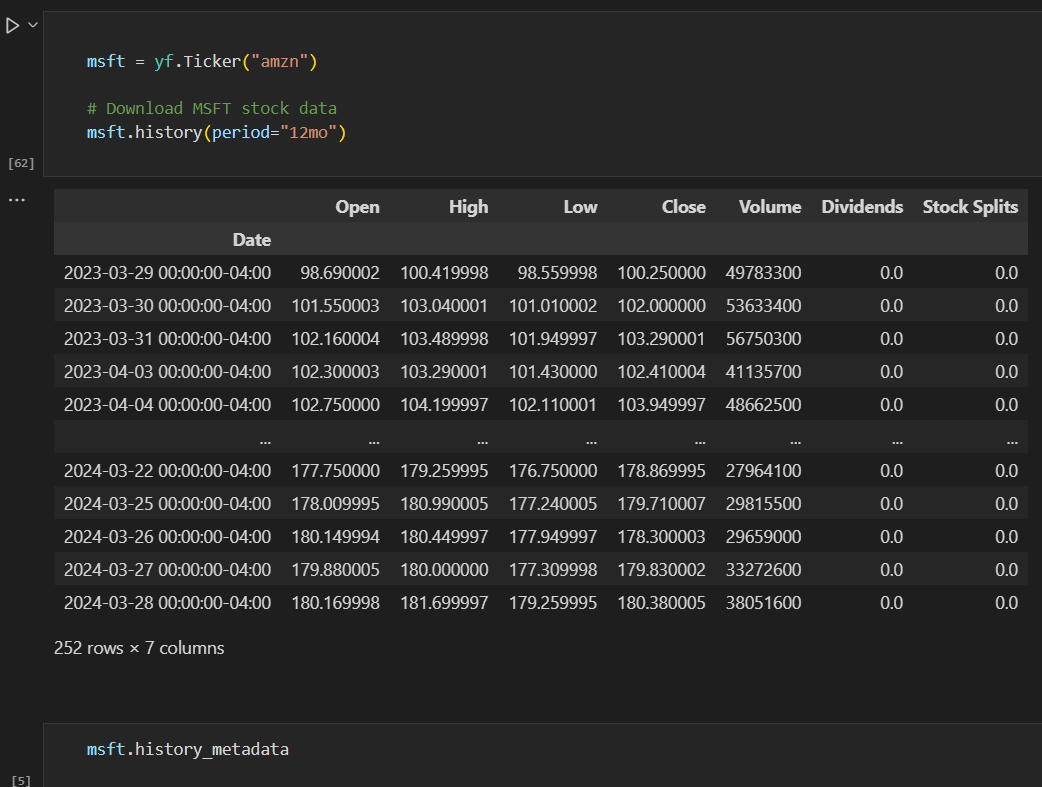 msft = yf.Ticker("amzn")
# Download MSFT stock data
msft.history(period="12mo")
[62]
...
Open High Low Close Volume Dividends Stock Splits
Date
2023-03-29 00:00:00-04:00 98.690002 100.419998 98.559998 100.250000 49783300 0.0 0.0
2023-03-30 00:00:00-04:00 101.550003 103.040001 101.010002 102.000000 53633400 0.0 0.0
2023-03-31 00:00:00-04:00 102.160004 103.489998 101.949997 103.290001 56750300 0.0 0.0
2023-04-03 00:00:00-04:00 102.300003 103.290001 101.430000 102.410004 41135700 0.0 0.0
2023-04-04 00:00:00-04:00 102.750000 104.199997 102.110001 103.949997 48662500 0.0 0.0
... ... ... ... ... ... ... ...
2024-03-22 00:00:00-04:00 177.750000 179.259995 176.750000 178.869995 27964100 0.0 0.0
2024-03-25 00:00:00-04:00 178.009995 180.990005 177.240005 179.710007 29815500 0.0 0.0
2024-03-26 00:00:00-04:00 180.149994 180.449997 177.949997 178.300003 29659000 0.0 0.0
2024-03-27 00:00:00-04:00 179.880005 180.000000 177.309998 179.830002 33272600 0.0 0.0
2024-03-28 00:00:00-04:00 180.169998 181.699997 179.259995 180.380005 38051600 0.0 0.0
252 rows × 7 columns
msft.history_metadata
[5]